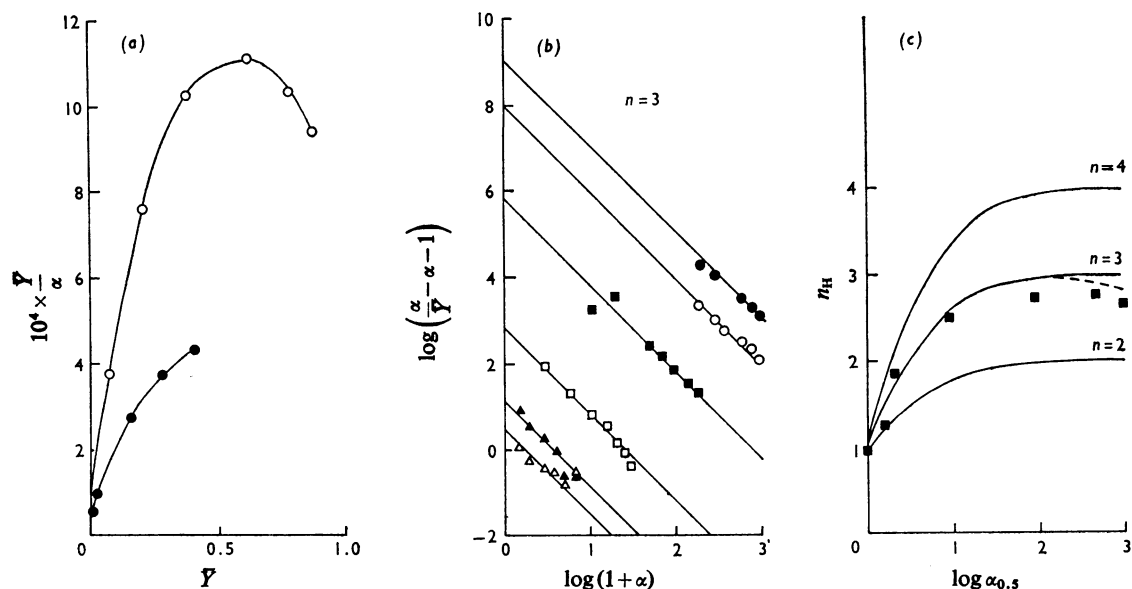 (a)
12
10
8
6
4
2
0
0.5
1.0
10⁴ × Ȳ/α
Ȳ
(b)
n = 3
10
8
6
4
2
0
−2
0
1
2
3
log (α/Ȳ − α − 1)
log (1 + α)
(c)
n = 4
n = 3
n = 2
4
3
2
1
0
0
1
2
3
n_H
log α₀.₅